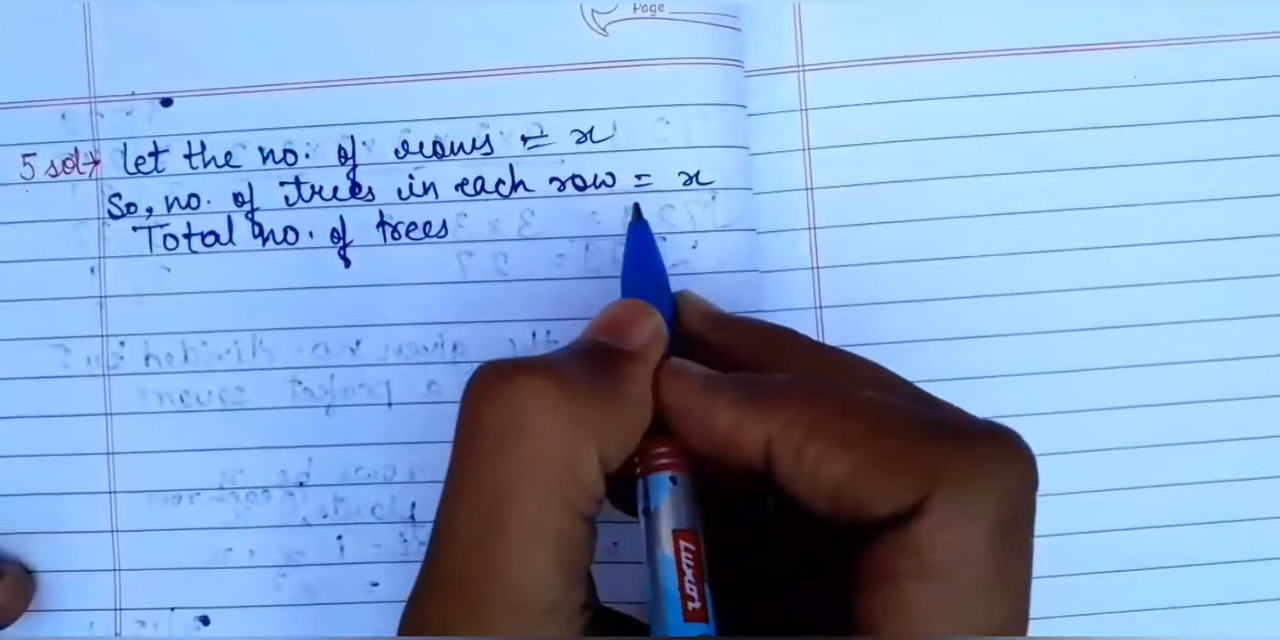 Page
5 sol→ let the no. of rows = x
So, no. of trees in each row = x
Total no. of trees
Luxor